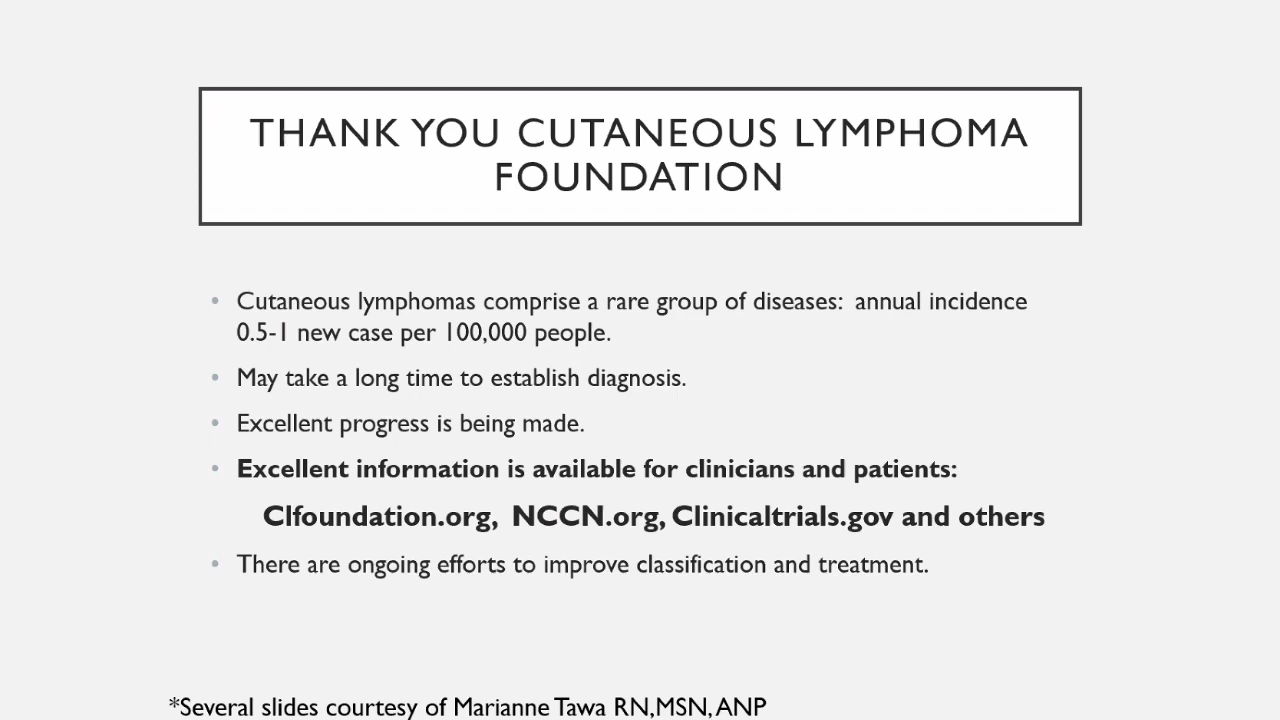 THANK YOU CUTANEOUS LYMPHOMA
FOUNDATION
• Cutaneous lymphomas comprise a rare group of diseases:  annual incidence
0.5-1 new case per 100,000 people.
• May take a long time to establish diagnosis.
• Excellent progress is being made.
• Excellent information is available for clinicians and patients:
Clfoundation.org,  NCCN.org, Clinicaltrials.gov and others
• There are ongoing efforts to improve classification and treatment.
*Several slides courtesy of Marianne Tawa RN,MSN, ANP